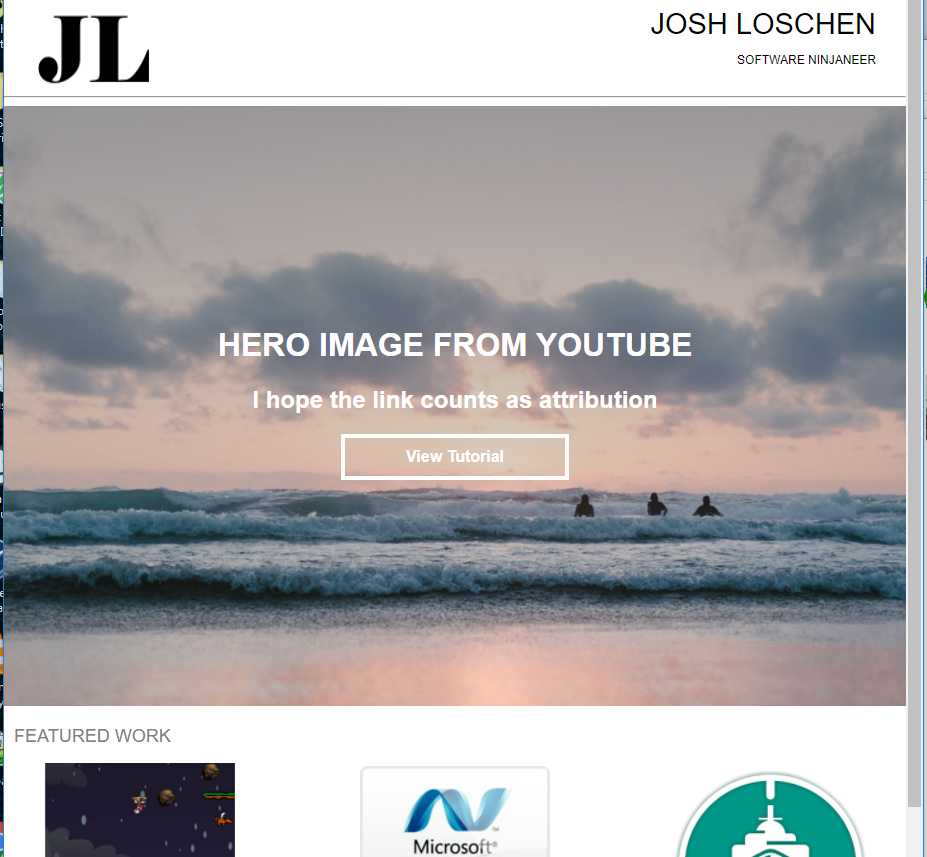 JL
JOSH LOSCHEN
SOFTWARE NINJANEER
HERO IMAGE FROM YOUTUBE
I hope the link counts as attribution
View Tutorial
FEATURED WORK
Microsoft®